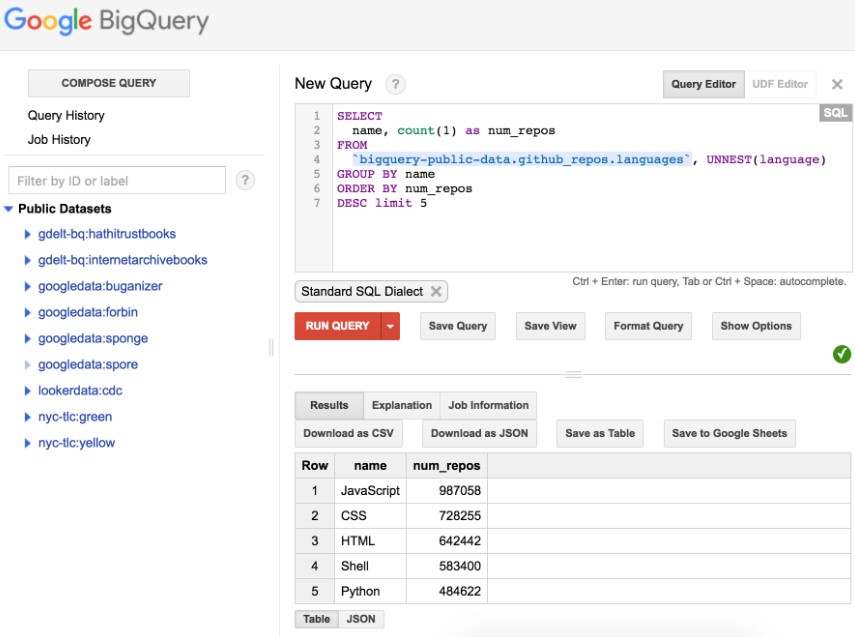 Google BigQuery
COMPOSE QUERY
Query History
Job History
Filter by ID or label ?
Public Datasets
gdelt-bq:hathitrustbooks
gdelt-bq:internetarchivebooks
googledata:buganizer
googledata:forbin
googledata:sponge
googledata:spore
lookerdata:cdc
nyc-tlc:green
nyc-tlc:yellow
New Query ? Query Editor UDF Editor
SQL
1 SELECT
2 name, count(1) as num_repos
3 FROM
4 `bigquery-public-data.github_repos.languages`, UNNEST(language)
5 GROUP BY name
6 ORDER BY num_repos
7 DESC limit 5
Ctrl + Enter: run query, Tab or Ctrl + Space: autocomplete.
Standard SQL Dialect
RUN QUERY Save Query Save View Format Query Show Options
Results Explanation Job Information
Download as CSV Download as JSON Save as Table Save to Google Sheets
Row name num_repos
1 JavaScript 987058
2 CSS 728255
3 HTML 642442
4 Shell 583400
5 Python 484622
Table JSON